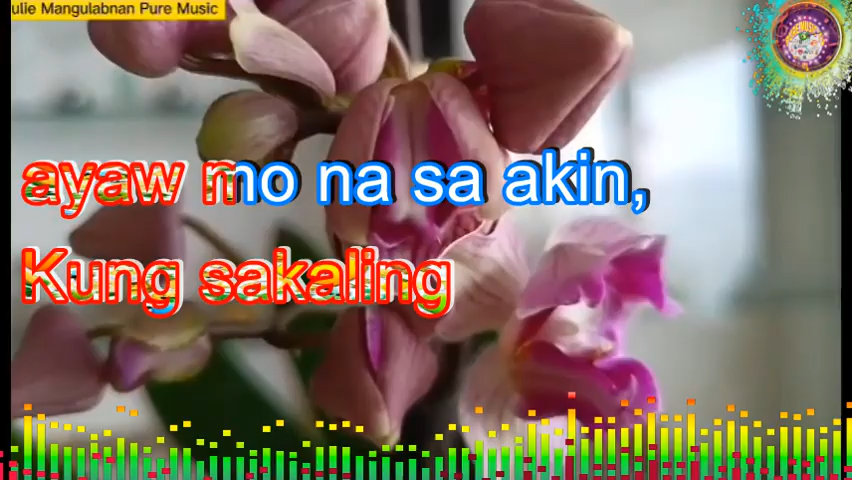 ulie Mangulabnan Pure Music
ayaw mo na sa akin,
Kung sakaling